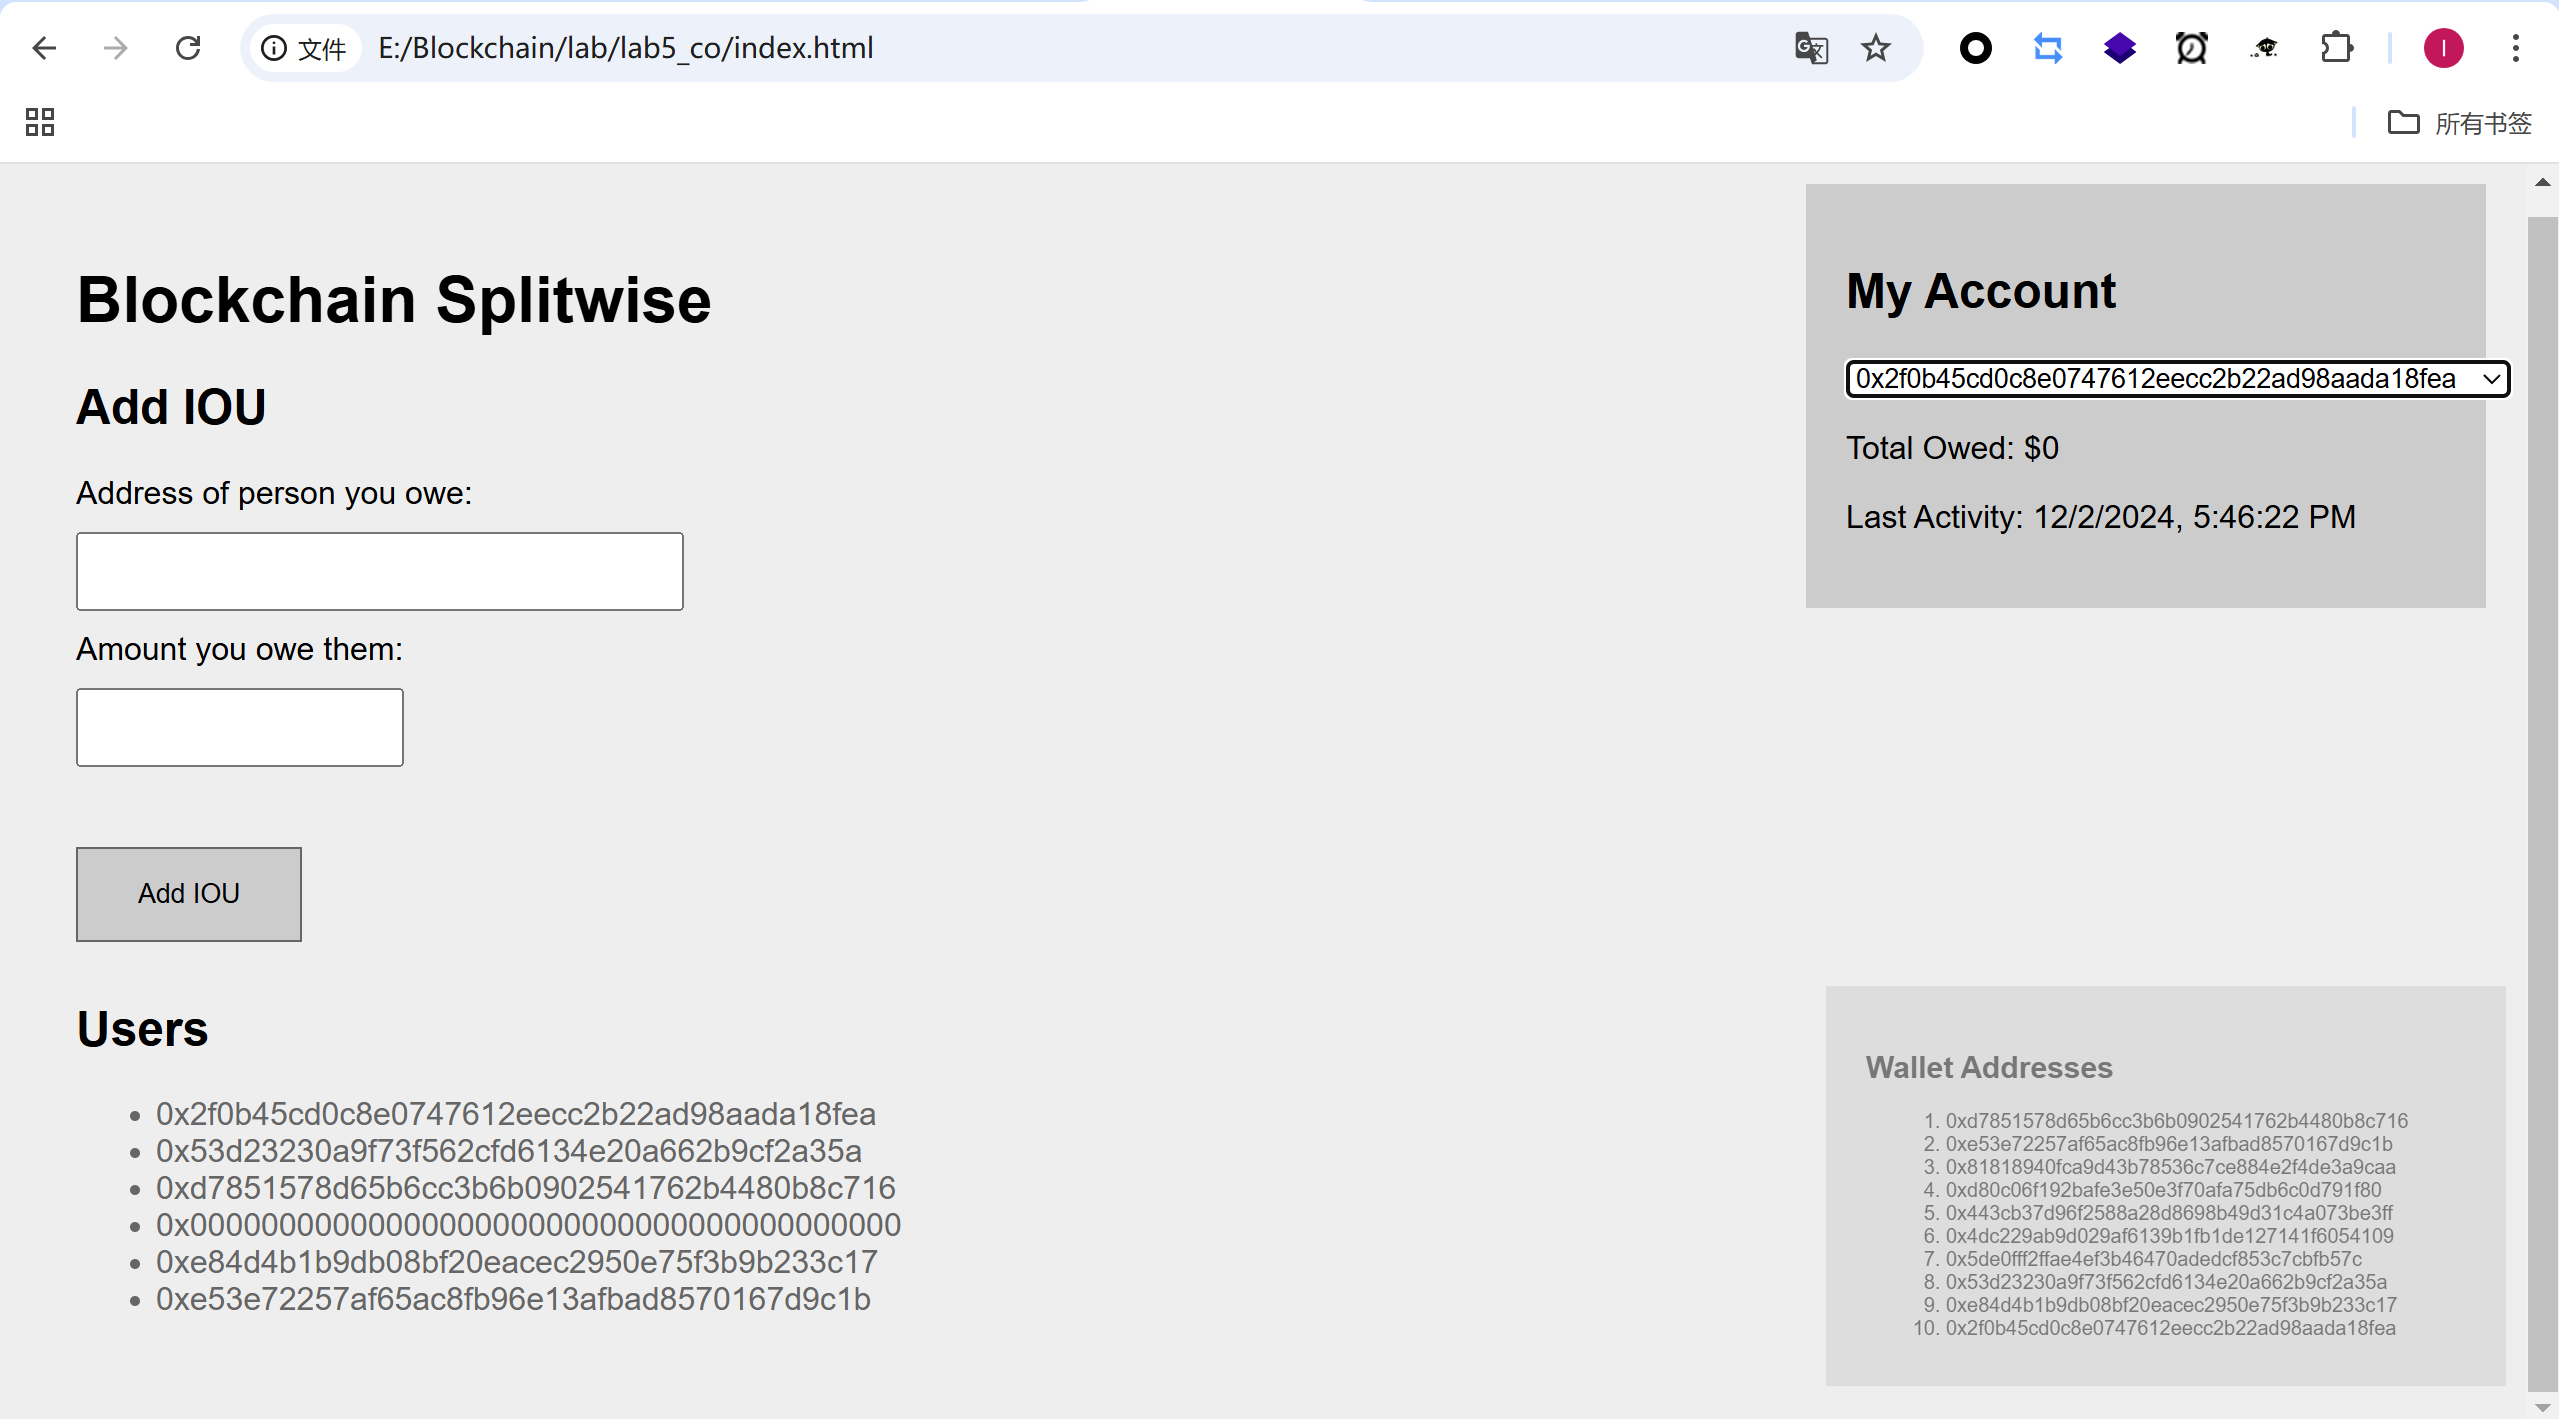 文件 E:/Blockchain/lab/lab5_co/index.html
I
所有书签
Blockchain Splitwise
Add IOU
Address of person you owe:
Amount you owe them:
Add IOU
Users
0x2f0b45cd0c8e0747612eecc2b22ad98aada18fea
0x53d23230a9f73f562cfd6134e20a662b9cf2a35a
0xd7851578d65b6cc3b6b0902541762b4480b8c716
0x0000000000000000000000000000000000000000
0xe84d4b1b9db08bf20eacec2950e75f3b9b233c17
0xe53e72257af65ac8fb96e13afbad8570167d9c1b
My Account
0x2f0b45cd0c8e0747612eecc2b22ad98aada18fea
Total Owed: $0
Last Activity: 12/2/2024, 5:46:22 PM
Wallet Addresses
1. 0xd7851578d65b6cc3b6b0902541762b4480b8c716
2. 0xe53e72257af65ac8fb96e13afbad8570167d9c1b
3. 0x81818940fca9d43b78536c7ce884e2f4de3a9caa
4. 0xd80c06f192bafe3e50e3f70afa75db6c0d791f80
5. 0x443cb37d96f2588a28d8698b49d31c4a073be3ff
6. 0x4dc229ab9d029af6139b1fb1de127141f6054109
7. 0x5de0fff2ffae4ef3b46470adedcf853c7cbfb57c
8. 0x53d23230a9f73f562cfd6134e20a662b9cf2a35a
9. 0xe84d4b1b9db08bf20eacec2950e75f3b9b233c17
10. 0x2f0b45cd0c8e0747612eecc2b22ad98aada18fea